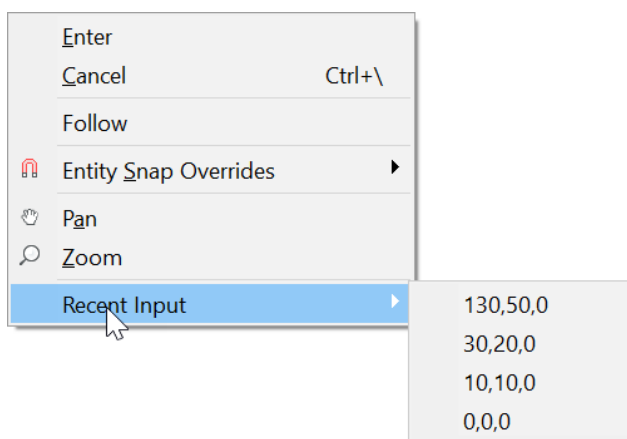 Enter
Cancel Ctrl+\
Follow
Entity Snap Overrides
Pan
Zoom
Recent Input
130,50,0
30,20,0
10,10,0
0,0,0